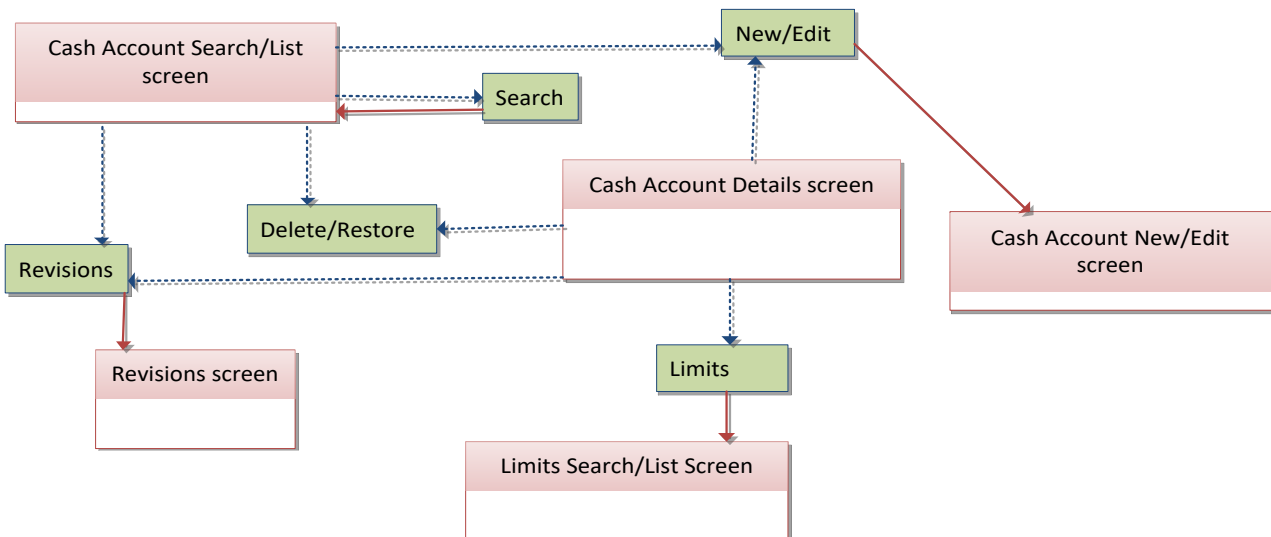 Cash Account Search/List
screen
New/Edit
Search
Cash Account Details screen
Delete/Restore
Cash Account New/Edit
screen
Revisions
Revisions screen
Limits
Limits Search/List Screen